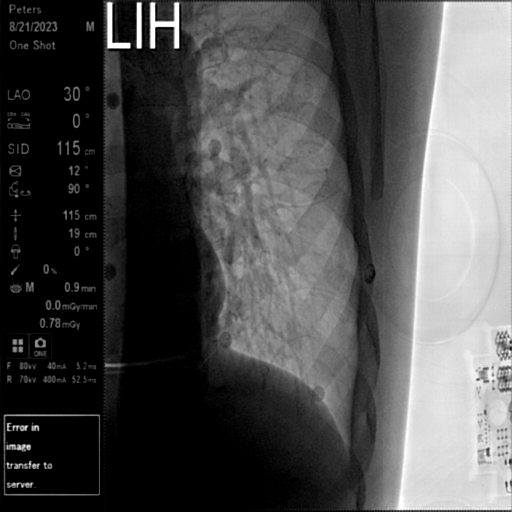 Peters
8/21/2023 M
One Shot
LIH
LAO 30°
0°
SID 115 cm
12°
90°
115 cm
19 cm
0°
0%
M 0.9 min
0.0 mGy/min
0.78 mGy
ONE
F 80kV 40mA 5.2ms
R 70kV 400mA 52.5ms
Error in
image
transfer to
server.